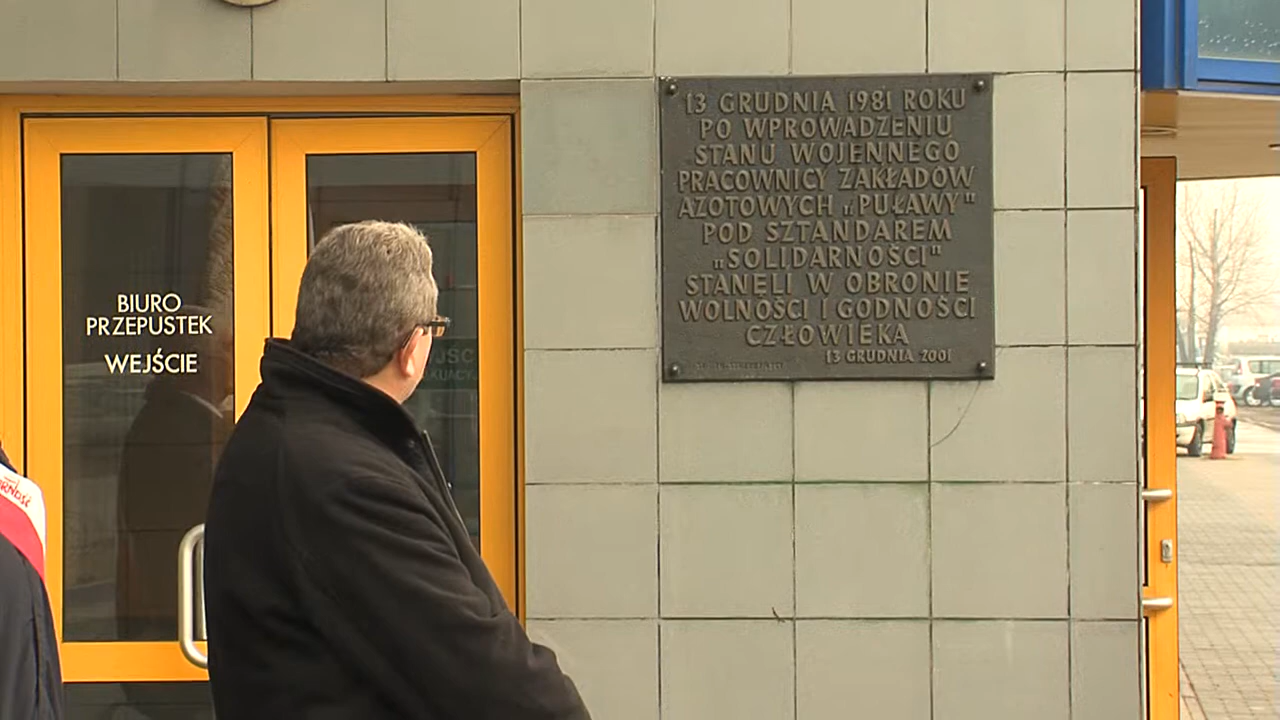 BIURO
PRZEPUSTEK
WEJŚCIE
13 GRUDNIA 1981 ROKU
PO WPROWADZENIU
STANU WOJENNEGO
PRACOWNICY ZAKŁADÓW
AZOTOWYCH „PUŁAWY"
POD SZTANDAREM
„SOLIDARNOŚCI"
STANĘLI W OBRONIE
WOLNOŚCI I GODNOŚCI
CZŁOWIEKA
13 GRUDNIA 2001